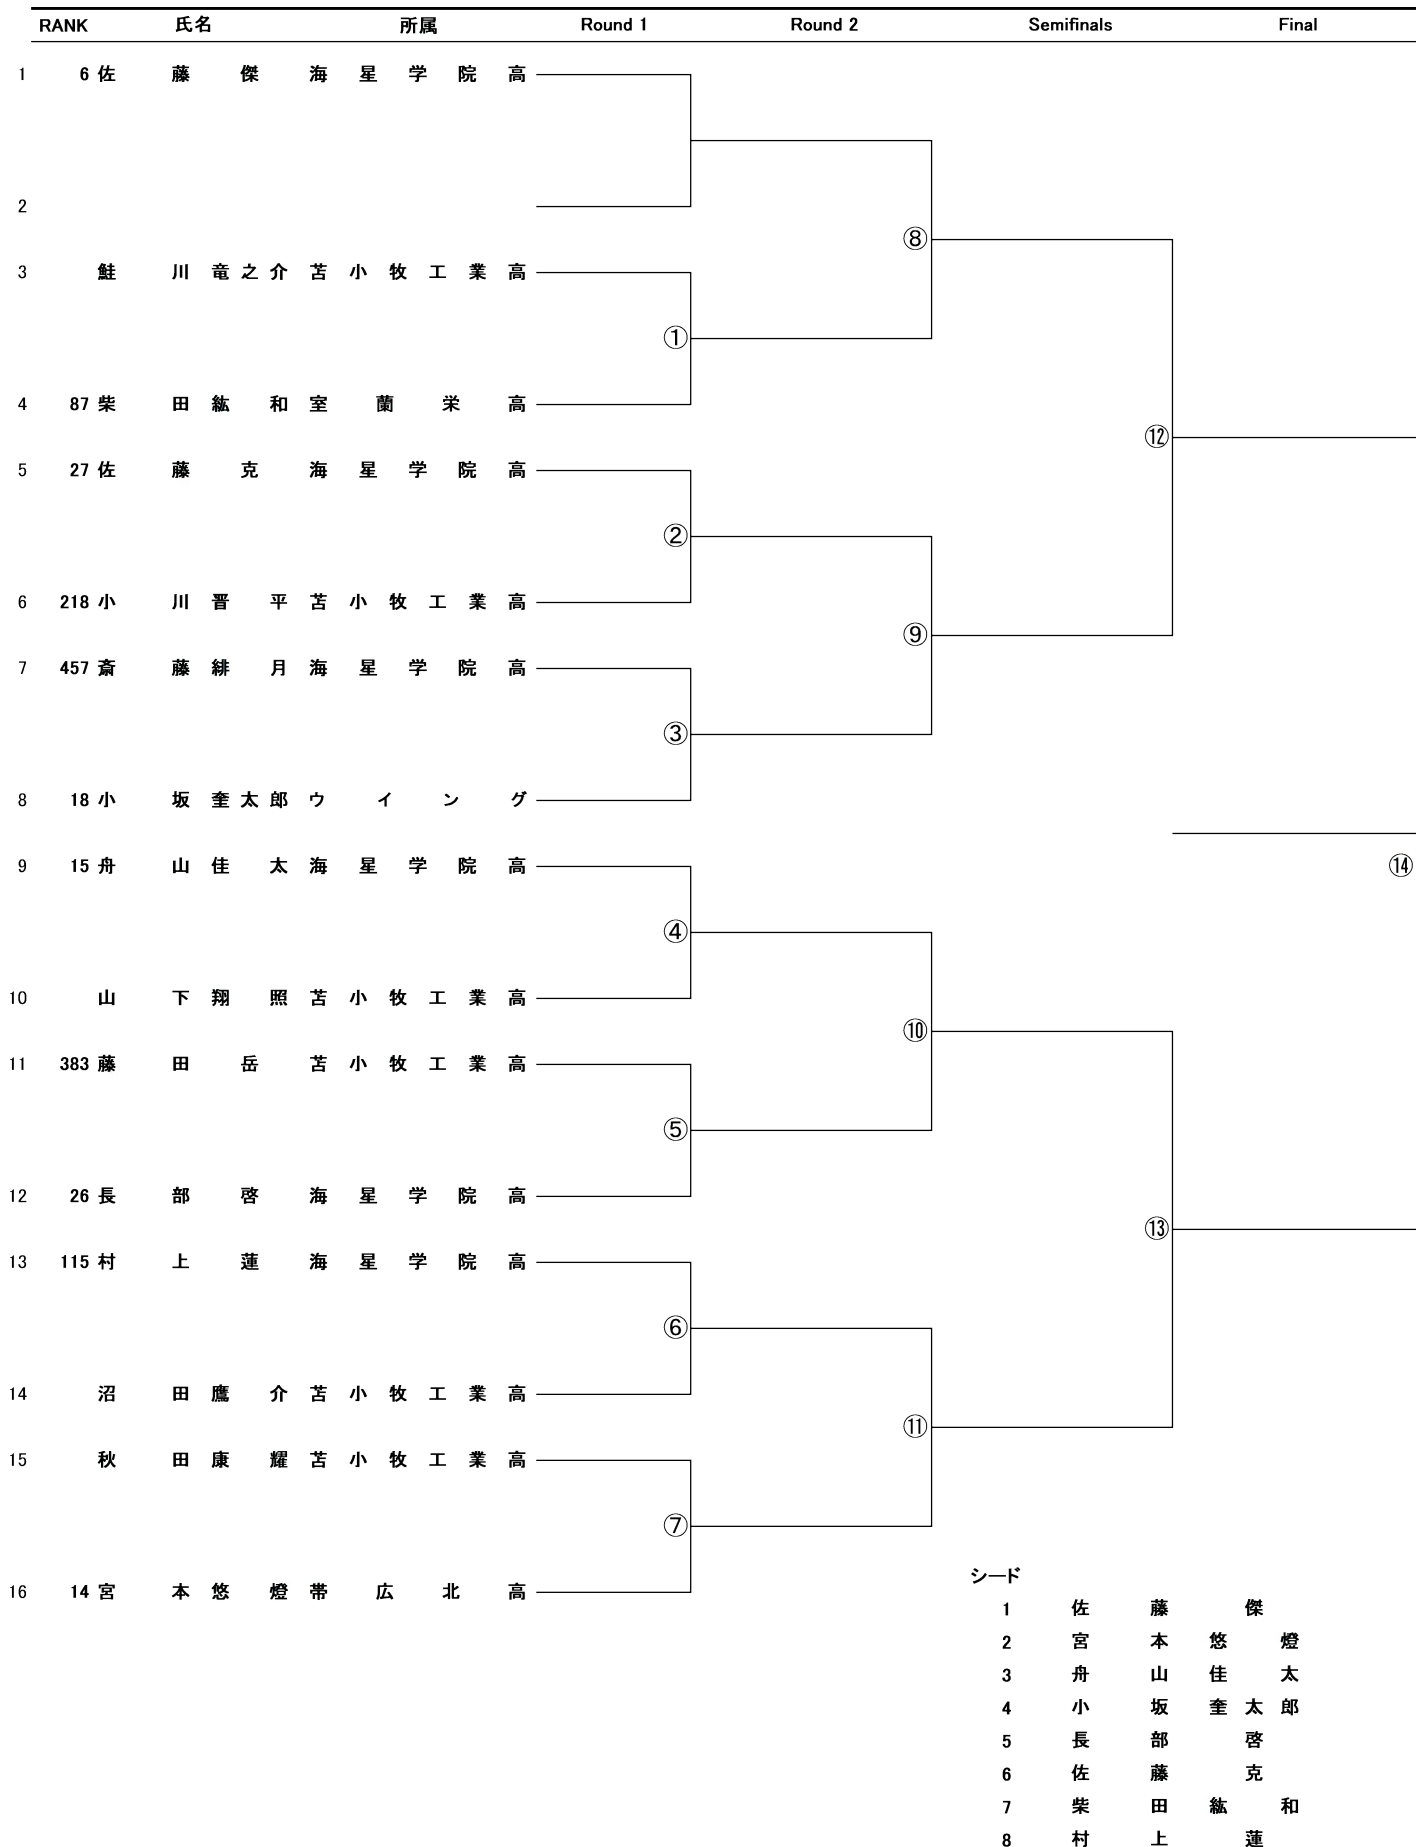 RANK 氏名 所属 Round 1 Round 2 Semifinals Final
1 6 佐藤 傑 海星学院高
2
⑧
3 鮭川 竜之介 苫小牧工業高
①
4 87 柴田 紘和 室蘭栄高
⑫
5 27 佐藤 克 海星学院高
②
6 218 小川 晋平 苫小牧工業高
⑨
7 457 斎藤 緋月 海星学院高
③
8 18 小坂 奎太郎 ウイング
9 15 舟山 佳太 海星学院高
⑭
④
10 山下 翔照 苫小牧工業高
⑩
11 383 藤田 岳 苫小牧工業高
⑤
12 26 長部 啓 海星学院高
⑬
13 115 村上 蓮 海星学院高
⑥
14 沼田 鷹介 苫小牧工業高
⑪
15 秋田 康耀 苫小牧工業高
⑦
16 14 宮本 悠燈 帯広北高
シード
1 佐藤 傑
2 宮本 悠燈
3 舟山 佳太
4 小坂 奎太郎
5 長部 啓
6 佐藤 克
7 柴田 紘和
8 村上 蓮